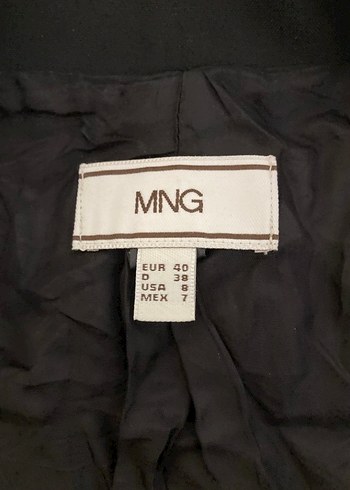 MNG
EUR 40
D 38
USA 8
MEX 7